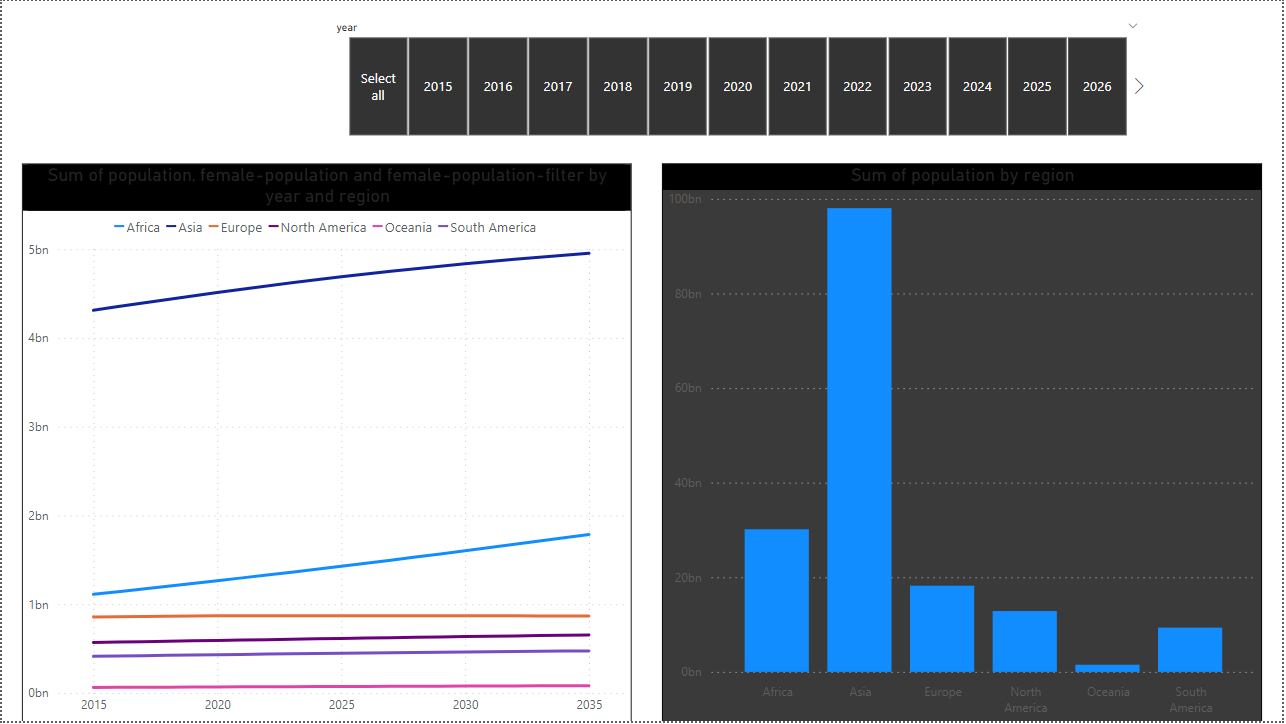 year
Select
all
2015
2016
2017
2018
2019
2020
2021
2022
2023
2024
2025
2026
Sum of population, female-population and female-population-filter by
year and region
Africa Asia Europe North America Oceania South America
5bn
4bn
3bn
2bn
1bn
0bn
2015 2020 2025 2030 2035
Sum of population by region
100bn
80bn
60bn
40bn
20bn
0bn
Africa
Asia
Europe
North
America
Oceania
South
America